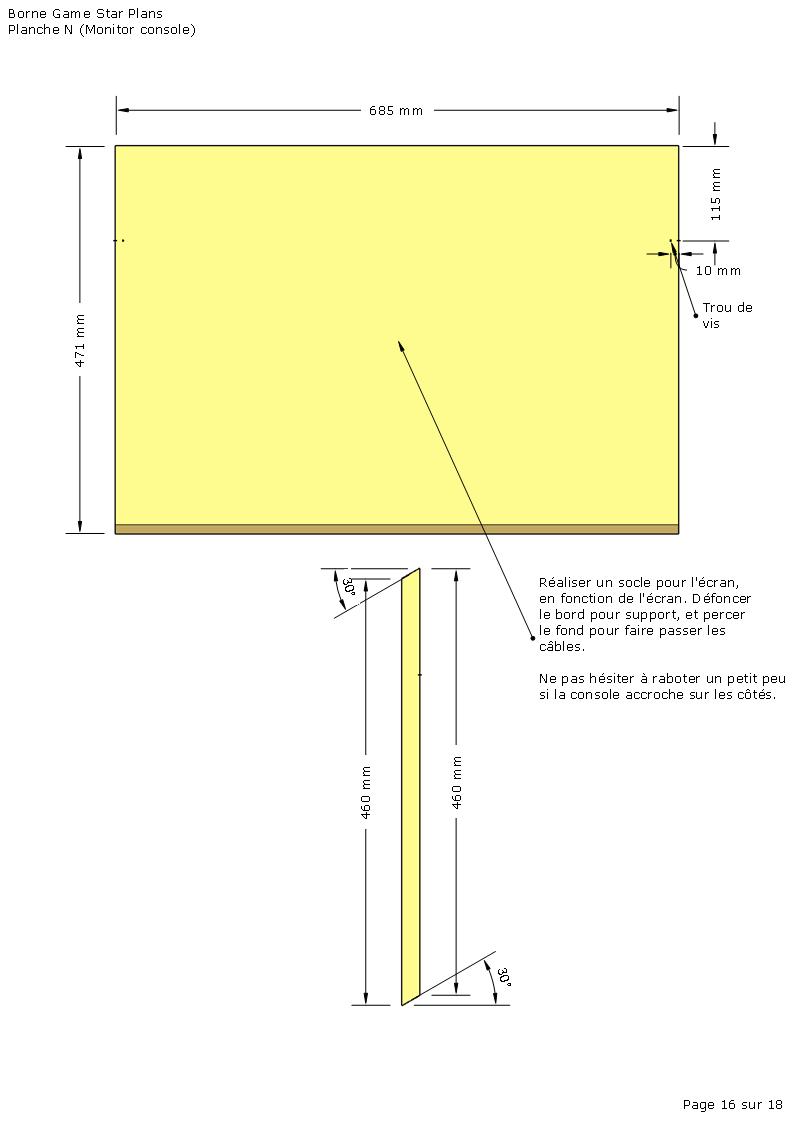 Borne Game Star Plans
Planche N (Monitor console)
685 mm
115 mm
10 mm
Trou de
vis
471 mm
30°
Réaliser un socle pour l'écran,
en fonction de l'écran. Défoncer
le bord pour support, et percer
le fond pour faire passer les
câbles.
Ne pas hésiter à raboter un petit peu
si la console accroche sur les côtés.
460 mm
460 mm
30°
Page 16 sur 18